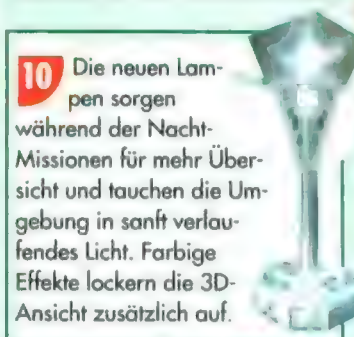 10 Die neuen Lam-
pen sorgen
während der Nacht-
Missionen für mehr Über-
sicht und tauchen die Um-
gebung in sanft verlau-
fendes Licht. Farbige
Effekte lockern die 3D-
Ansicht zusätzlich auf.